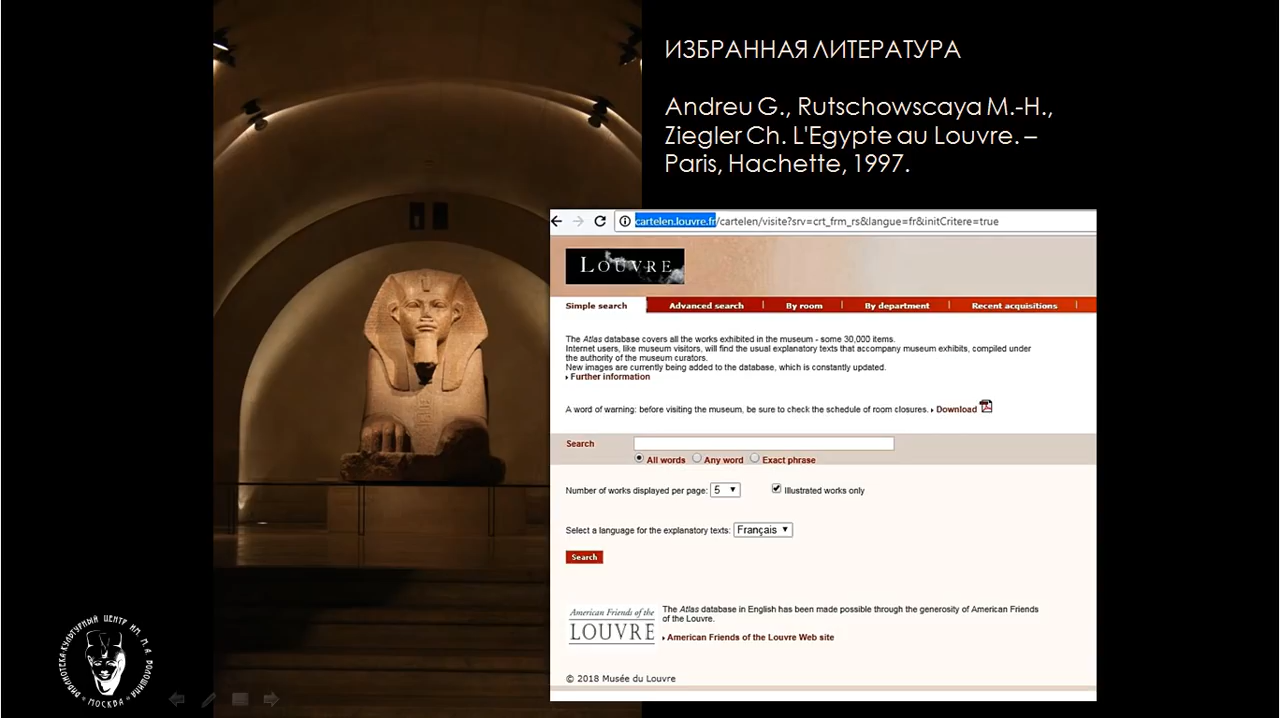 ИЗБРАННАЯ ЛИТЕРАТУРА
Andreu G., Rutschowscaya M.-H.,
Ziegler Ch. L'Egypte au Louvre. –
Paris, Hachette, 1997.
cartelen.louvre.fr/cartelen/visite?srv=crt_frm_rs&langue=fr&initCritere=true
LOUVRE
Simple search | Advanced search | By room | By department | Recent acquisitions |
The Atlas database covers all the works exhibited in the museum - some 30,000 items.
Internet users, like museum visitors, will find the usual explanatory texts that accompany museum exhibits, compiled under
the authority of the museum curators.
New images are currently being added to the database, which is constantly updated.
Further information
A word of warning: before visiting the museum, be sure to check the schedule of room closures. Download
Search
All words Any word Exact phrase
Number of works displayed per page: 5 Illustrated works only
Select a language for the explanatory texts: Français
Search
American Friends of the
LOUVRE
The Atlas database in English has been made possible through the generosity of American Friends
of the Louvre.
American Friends of the Louvre Web site
© 2018 Musée du Louvre
БИБЛИОТЕКА-КУЛЬТУРНЫЙ ЦЕНТР ИМ. М.А. ВОЛОШИНА
МОСКВА